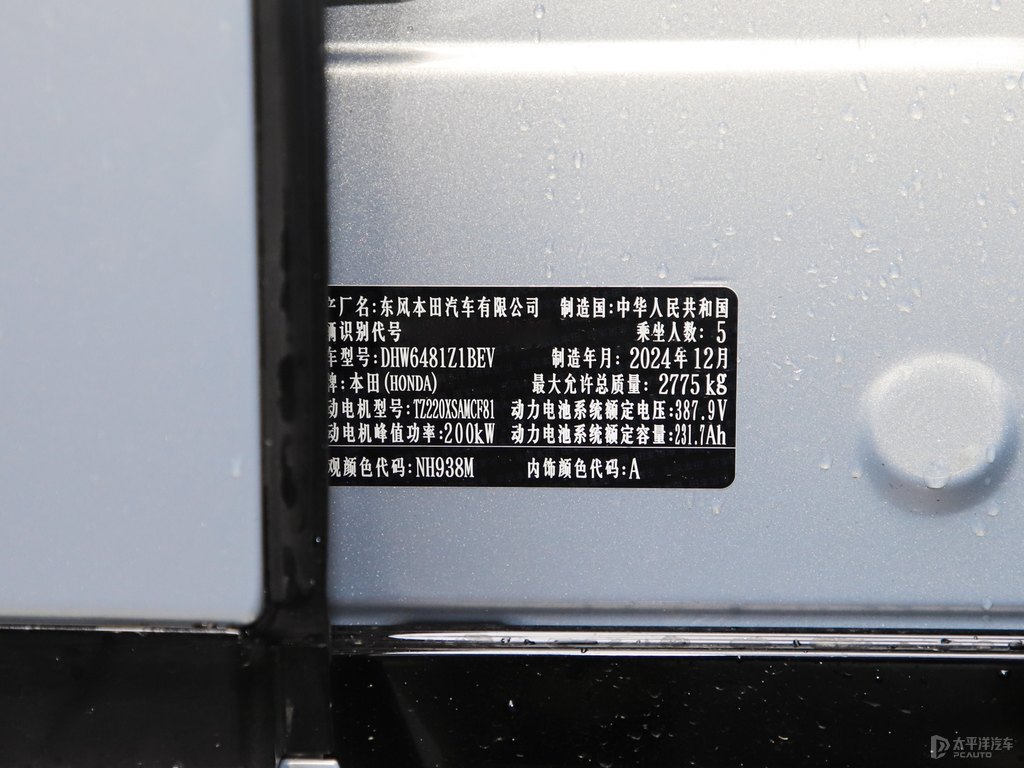 厂名:东风本田汽车有限公司 制造国:中华人民共和国
识别代号 乘坐人数: 5
车型号:DHW6481Z1BEV 制造年月: 2024年12月
牌:本田(HONDA) 最大允许总质量: 2775kg
动电机型号:TZ220XSAMCF81 动力电池系统额定电压:387.9V
动电机峰值功率:200kW 动力电池系统额定容量:231.7Ah
观颜色代码:NH938M 内饰颜色代码:A
太平洋汽车
PCAUTO